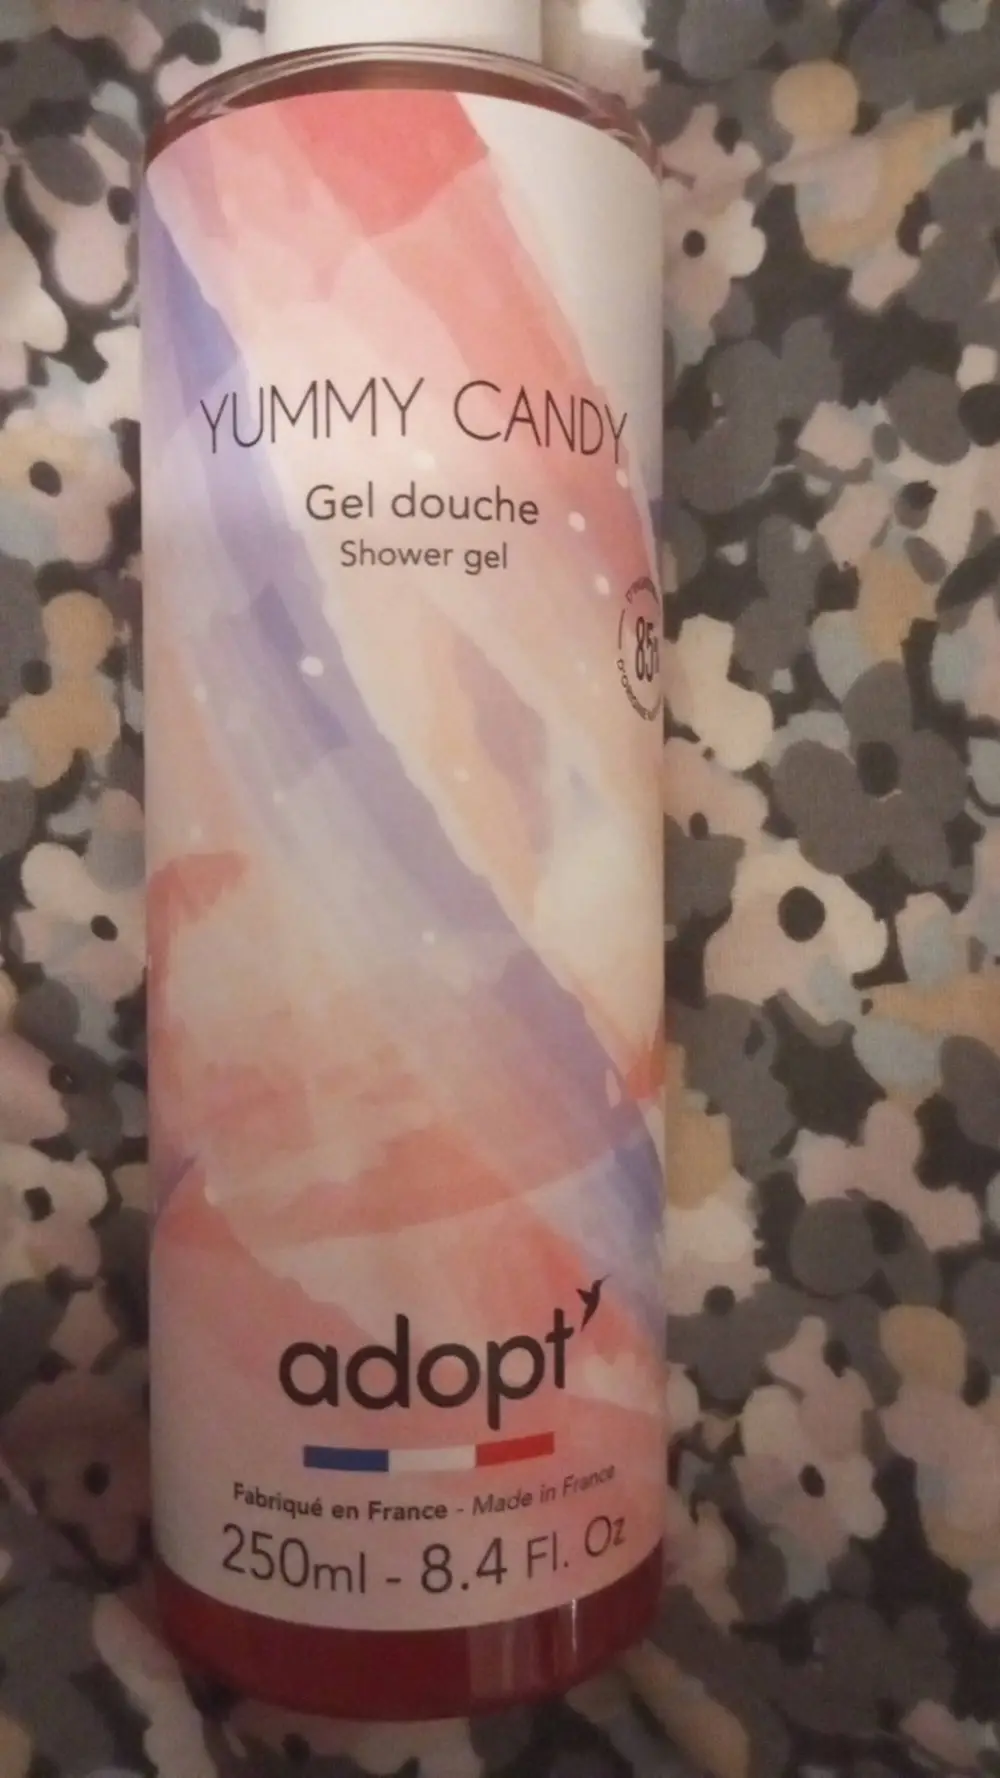 YUMMY CANDY
Gel douche
Shower gel
85
adopt'
Fabriqué en France - Made in France
250ml - 8.4 Fl. Oz